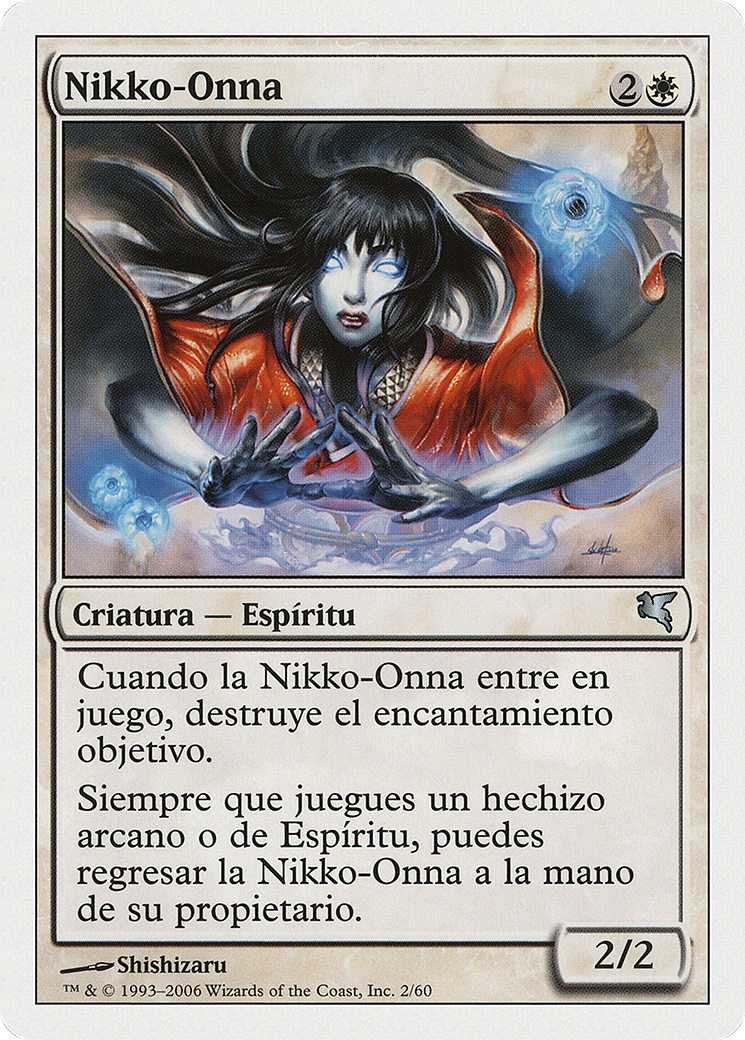 Nikko-Onna 2
Criatura — Espíritu
Cuando la Nikko-Onna entre en
juego, destruye el encantamiento
objetivo.
Siempre que juegues un hechizo
arcano o de Espíritu, puedes
regresar la Nikko-Onna a la mano
de su propietario.
2/2
Shishizaru
™ & © 1993–2006 Wizards of the Coast, Inc. 2/60